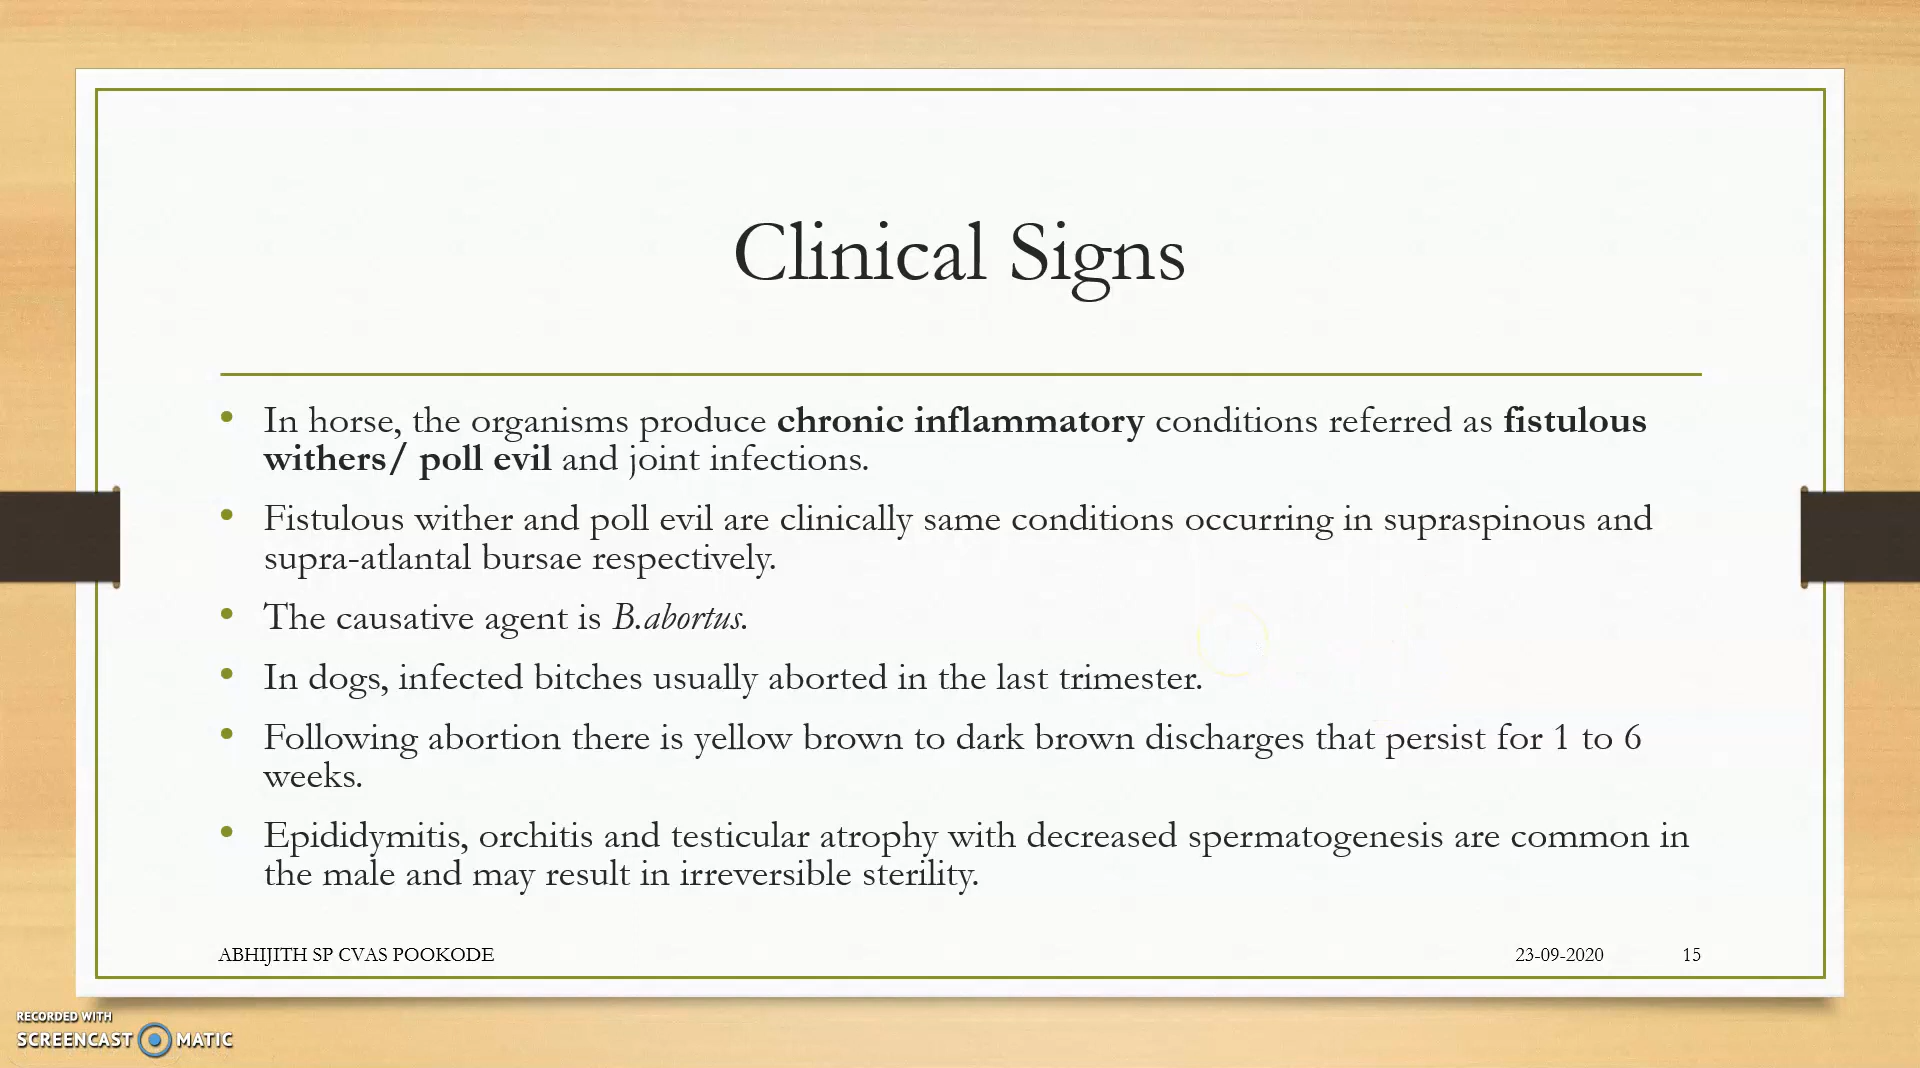 Clinical Signs
• In horse, the organisms produce chronic inflammatory conditions referred as fistulous
withers/ poll evil and joint infections.
• Fistulous wither and poll evil are clinically same conditions occurring in supraspinous and
supra-atlantal bursae respectively.
• The causative agent is B.abortus.
• In dogs, infected bitches usually aborted in the last trimester.
• Following abortion there is yellow brown to dark brown discharges that persist for 1 to 6
weeks.
• Epididymitis, orchitis and testicular atrophy with decreased spermatogenesis are common in
the male and may result in irreversible sterility.
ABHIJITH SP CVAS POOKODE 23-09-2020 15
RECORDED WITH
SCREENCAST MATIC